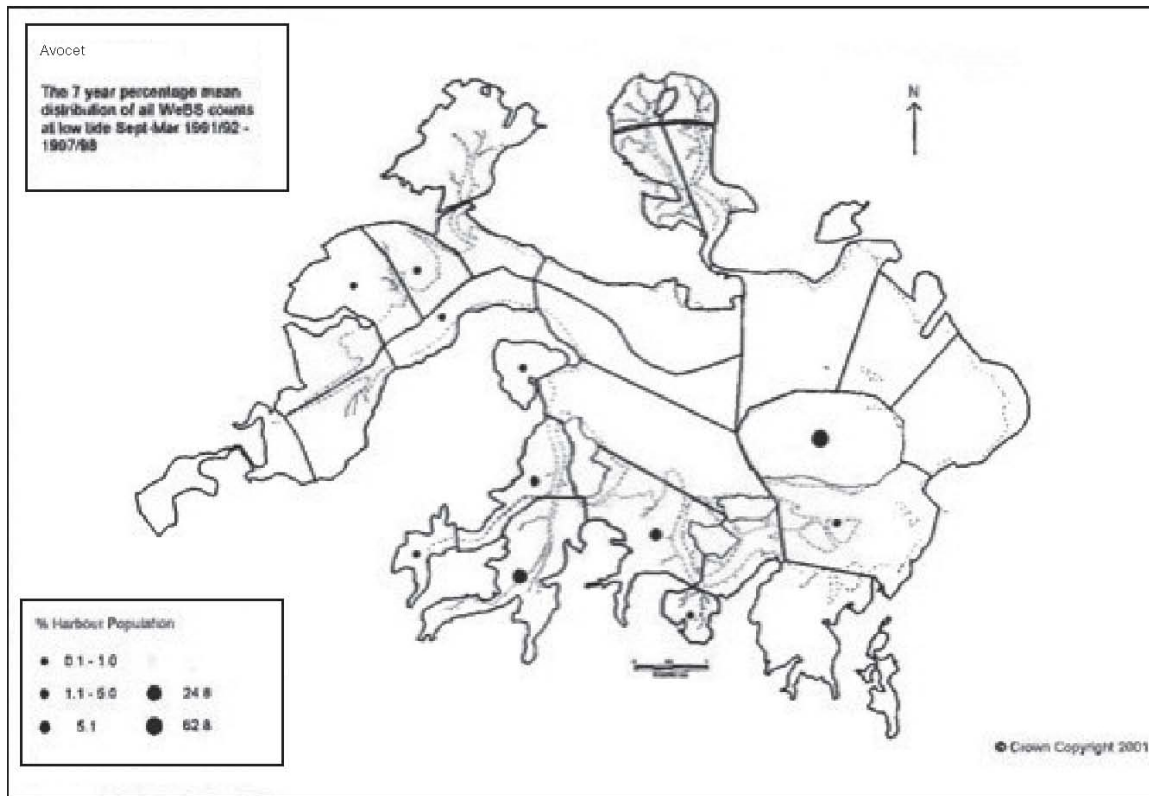 Avocet
The 7 year percentage mean
distribution of all WeBS counts
at low tide Sept-Mar 1991/92 -
1997/98
N
% Harbour Population
0.1 - 1.0
1.1 - 5.0
24.8
5.1
62.8
© Crown Copyright 2001